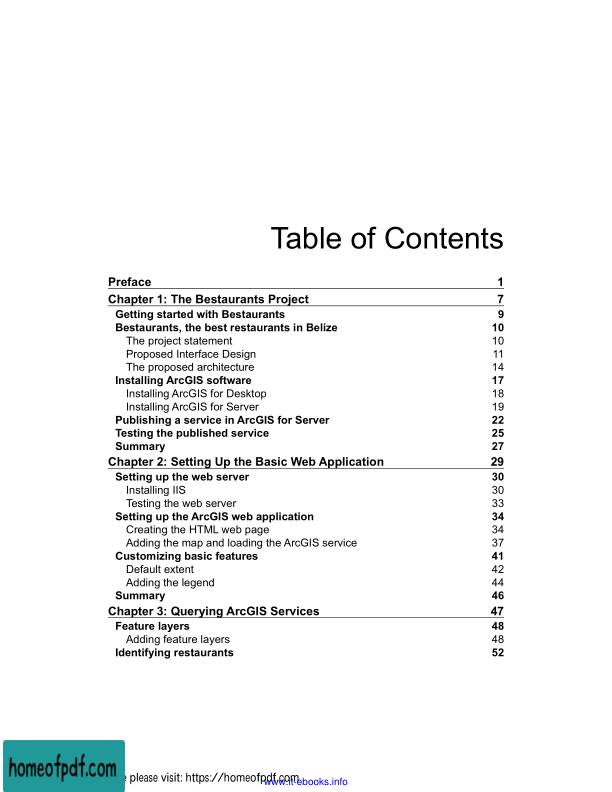 Table of Contents
Preface 1
Chapter 1: The Bestaurants Project 7
Getting started with Bestaurants 9
Bestaurants, the best restaurants in Belize 10
The project statement 10
Proposed Interface Design 11
The proposed architecture 14
Installing ArcGIS software 17
Installing ArcGIS for Desktop 18
Installing ArcGIS for Server 19
Publishing a service in ArcGIS for Server 22
Testing the published service 25
Summary 27
Chapter 2: Setting Up the Basic Web Application 29
Setting up the web server 30
Installing IIS 30
Testing the web server 33
Setting up the ArcGIS web application 34
Creating the HTML web page 34
Adding the map and loading the ArcGIS service 37
Customizing basic features 41
Default extent 42
Adding the legend 44
Summary 46
Chapter 3: Querying ArcGIS Services 47
Feature layers 48
Adding feature layers 48
Identifying restaurants 52
homeofpdf.com
please visit: https://homeofpdf.com
www.it-ebooks.info